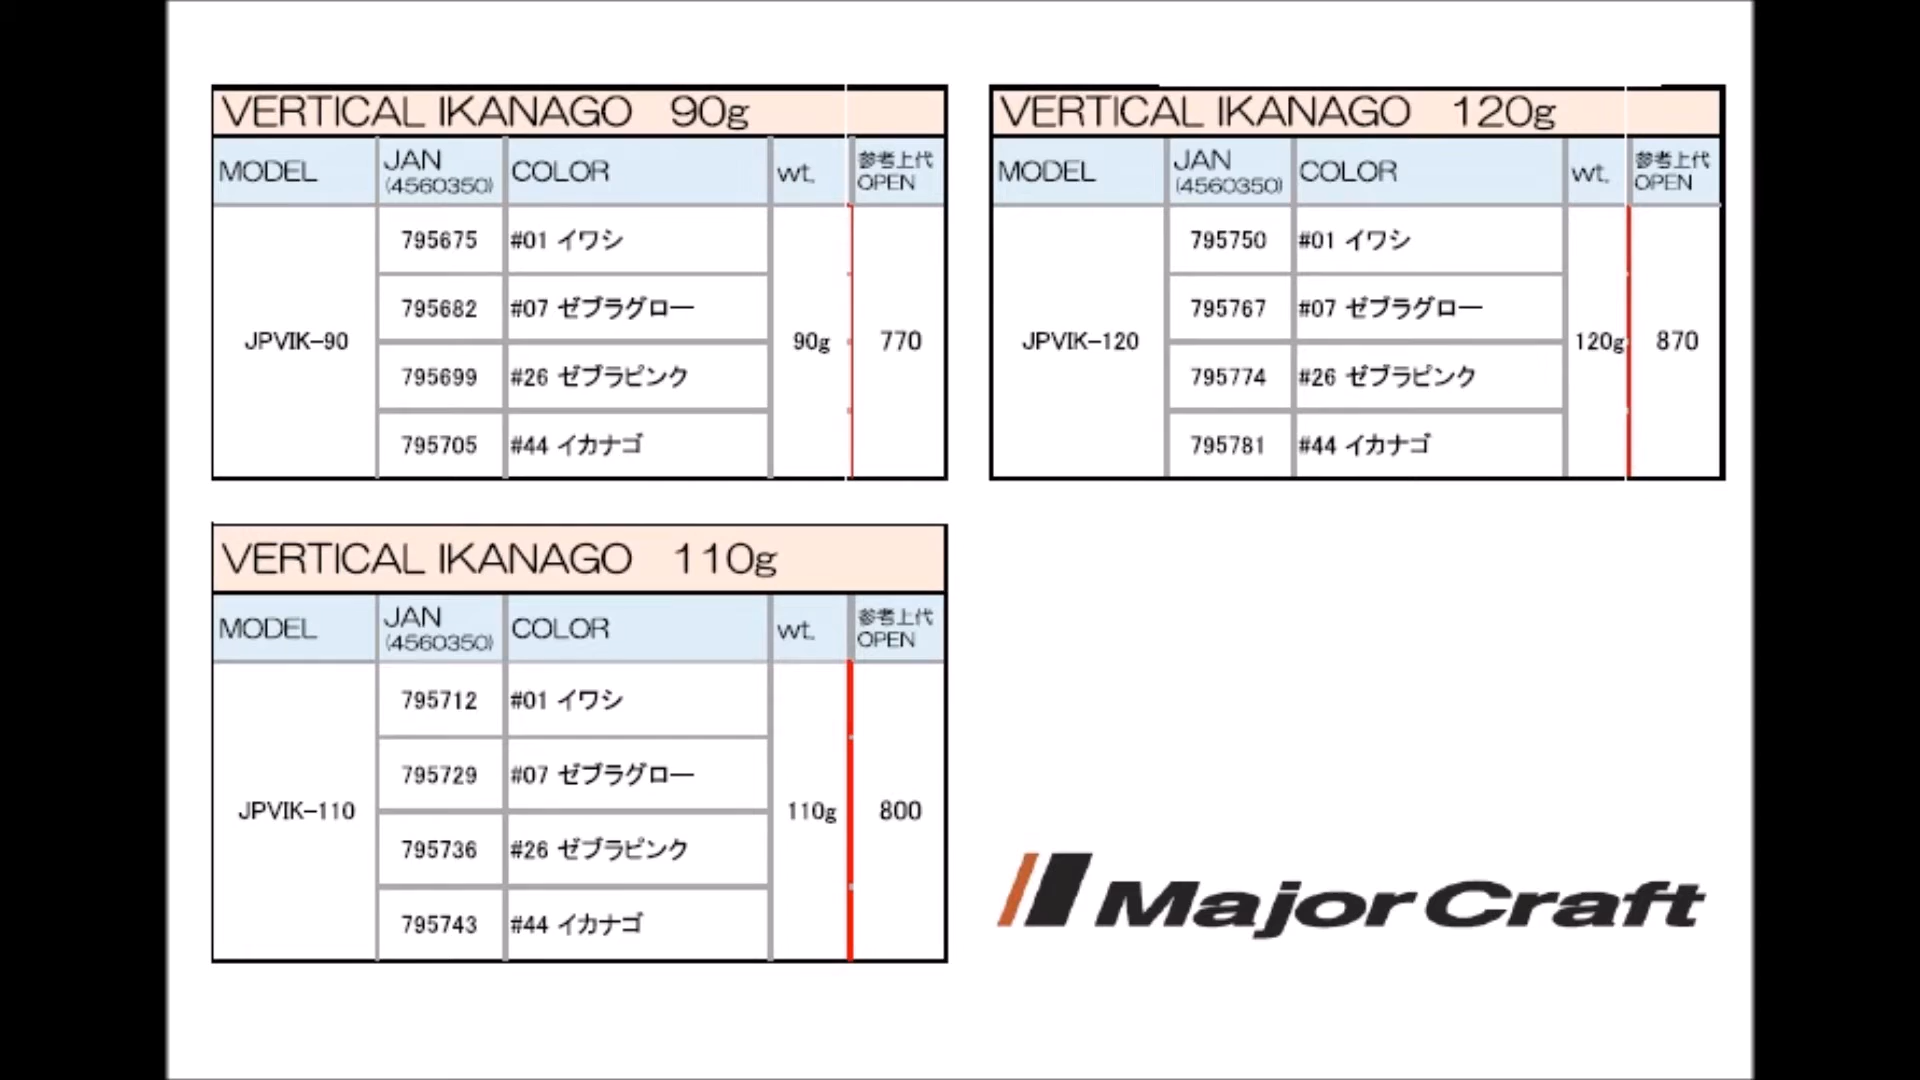 VERTICAL IKANAGO 90g
MODEL JAN (4560350) COLOR wt. 参考上代 OPEN
JPVIK-90 90g 770
795675 #01 イワシ
795682 #07 ゼブラグロー
795699 #26 ゼブラピンク
795705 #44 イカナゴ
VERTICAL IKANAGO 120g
MODEL JAN (4560350) COLOR wt. 参考上代 OPEN
JPVIK-120 120g 870
795750 #01 イワシ
795767 #07 ゼブラグロー
795774 #26 ゼブラピンク
795781 #44 イカナゴ
VERTICAL IKANAGO 110g
MODEL JAN (4560350) COLOR wt. 参考上代 OPEN
JPVIK-110 110g 800
795712 #01 イワシ
795729 #07 ゼブラグロー
795736 #26 ゼブラピンク
795743 #44 イカナゴ
Major Craft